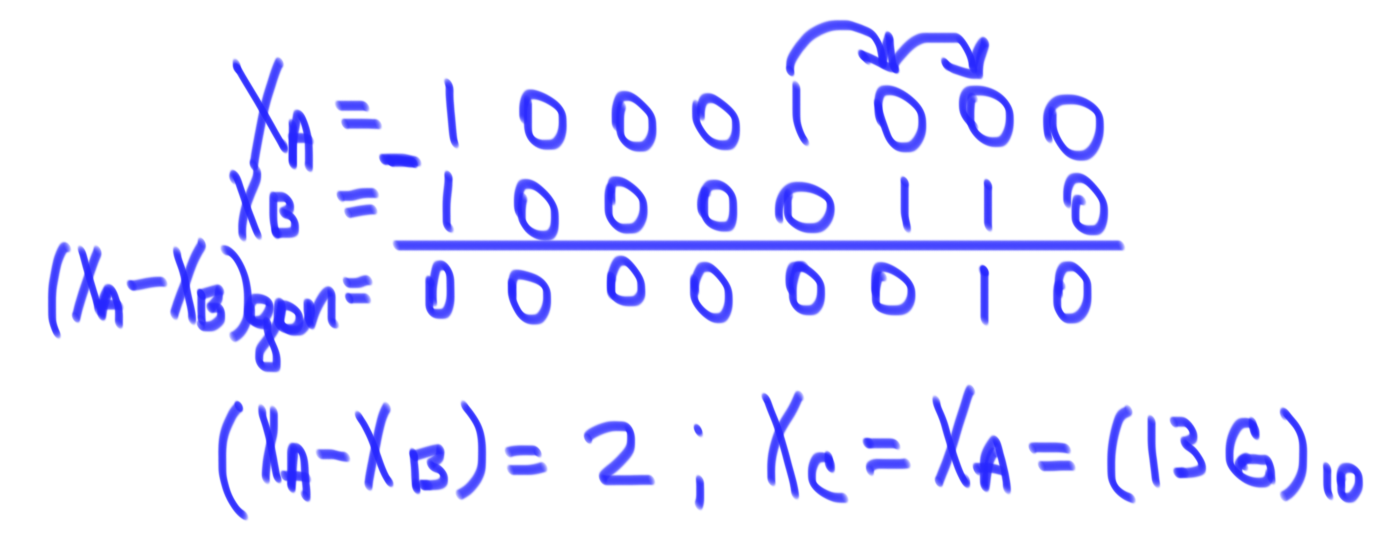 X_A = 1 0 0 0 1 0 0 0
- X_B = 1 0 0 0 0 1 1 0
(X_A - X_B)gon = 0 0 0 0 0 0 1 0
(X_A - X_B) = 2 ; X_C = X_A = (136)_10